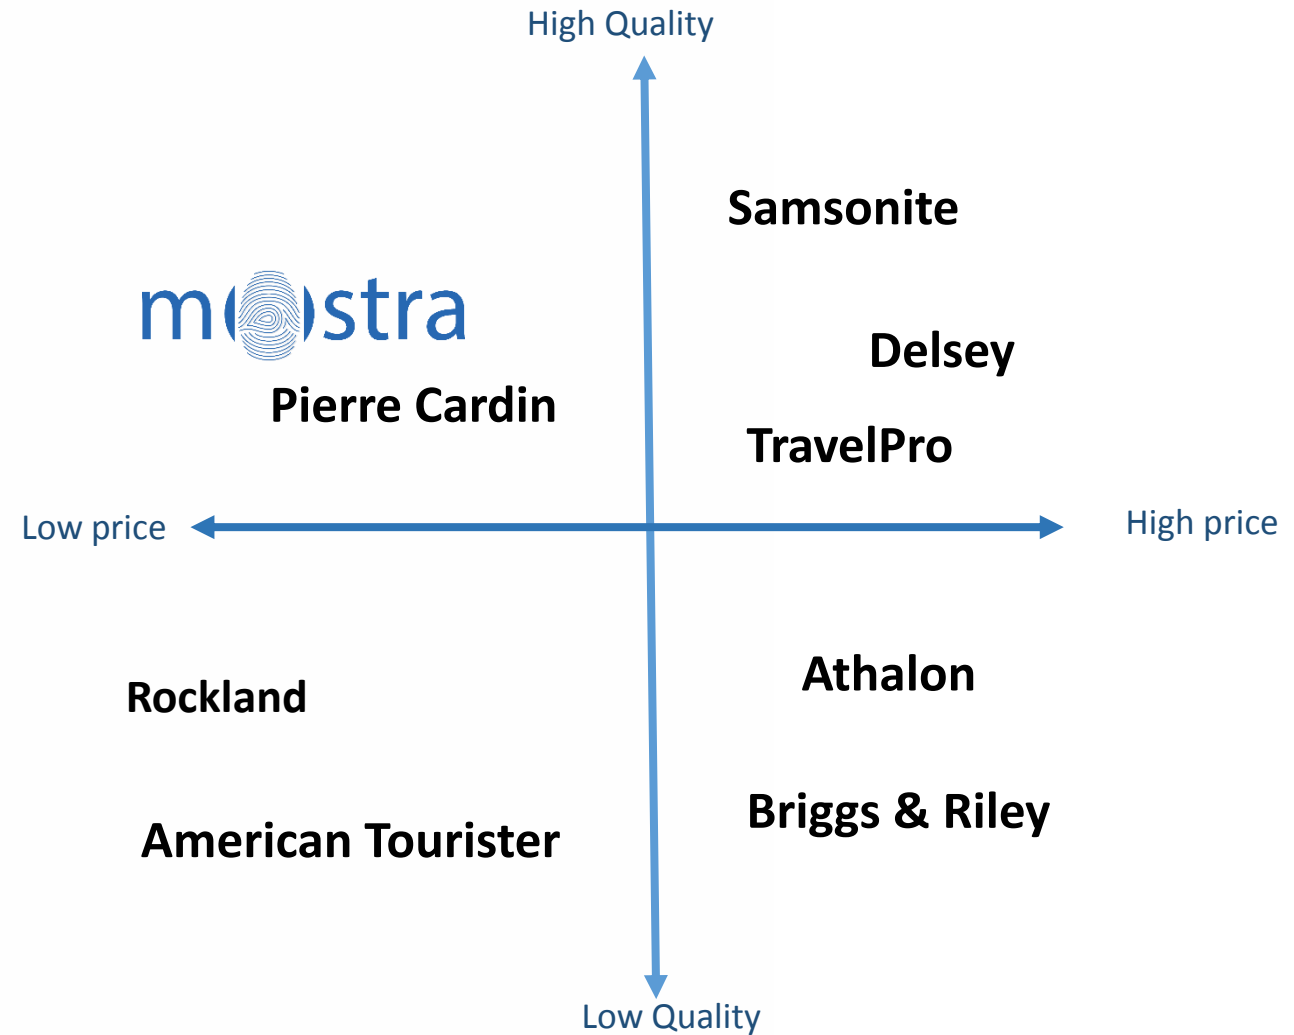 High Quality
Samsonite
mostra
Delsey
Pierre Cardin
TravelPro
Low price
High price
Athalon
Rockland
Briggs & Riley
American Tourister
Low Quality